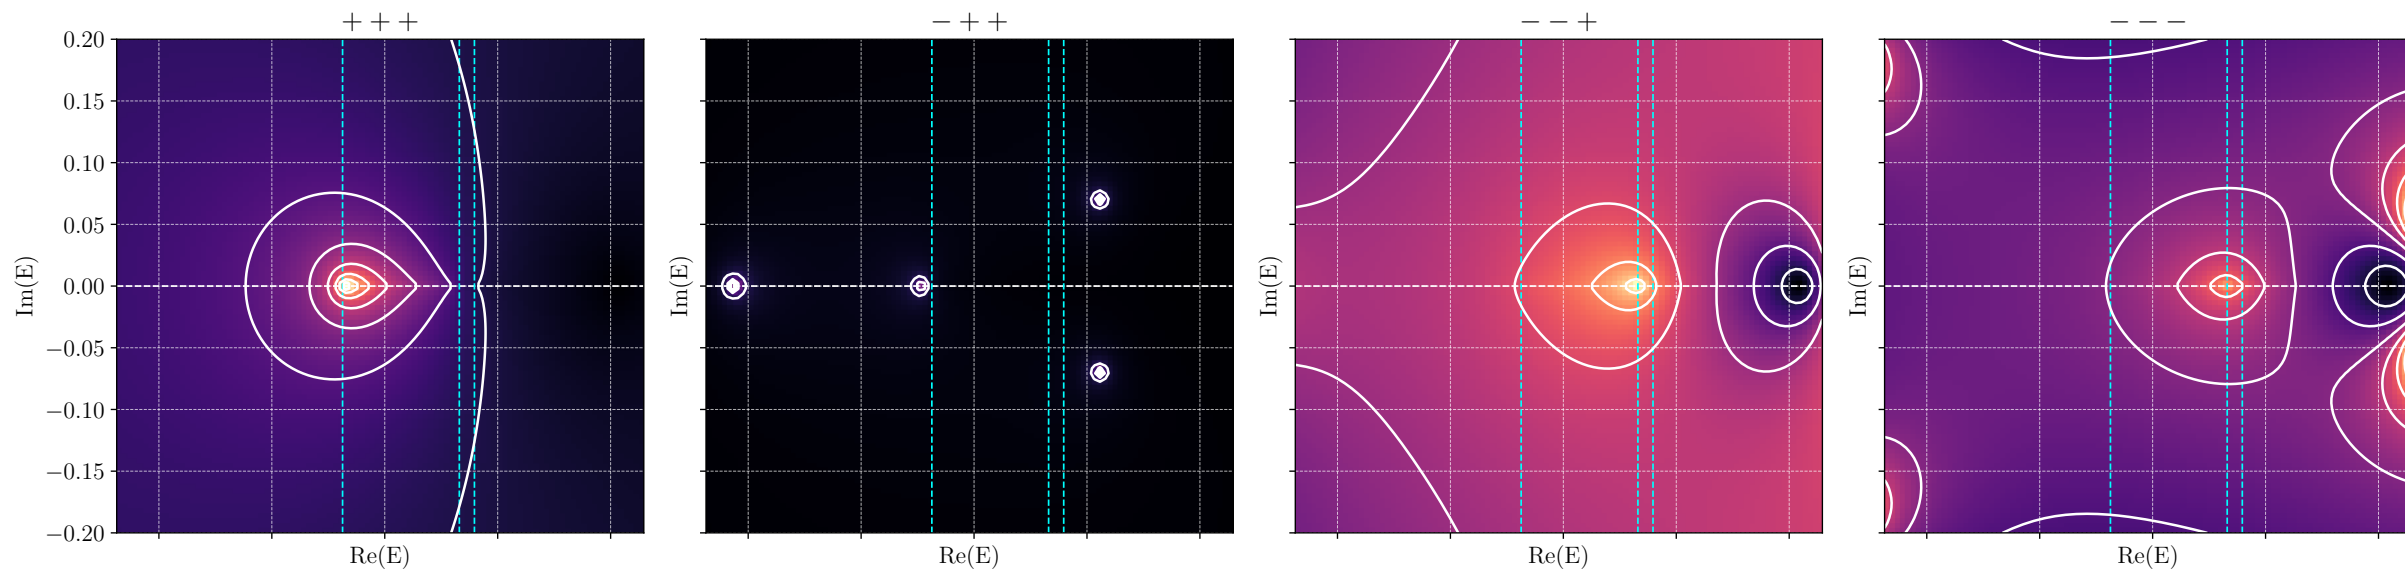 + + +
− + +
− − +
− − −
0.20
0.15
0.10
0.05
0.00
−0.05
−0.10
−0.15
−0.20
Im(E)
Im(E)
Im(E)
Im(E)
Re(E)
Re(E)
Re(E)
Re(E)